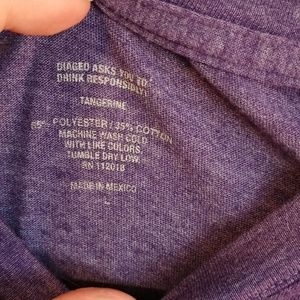 DIAGEO ASKS YOU TO
DRINK RESPONSIBLY.
TANGERINE
65% POLYESTER / 35% COTTON
MACHINE WASH COLD
WITH LIKE COLORS,
TUMBLE DRY LOW.
RN 112018
MADE IN MEXICO
L